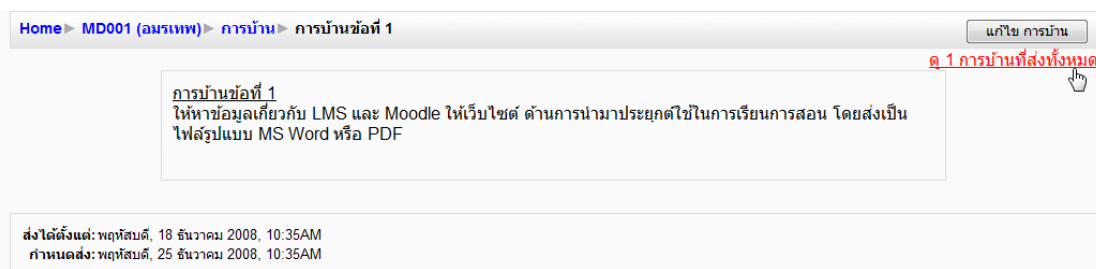 Home► MD001 (อมรเทพ)► การบ้าน► การบ้านข้อที่ 1
แก้ไข การบ้าน
ดู 1 การบ้านที่ส่งทั้งหมด
การบ้านข้อที่ 1
ให้หาข้อมูลเกี่ยวกับ LMS และ Moodle ให้เว็บไซต์ ด้านการนำมาประยุกต์ใช้ในการเรียนการสอน โดยส่งเป็น
ไฟล์รูปแบบ MS Word หรือ PDF
ส่งได้ตั้งแต่: พฤหัสบดี, 18 ธันวาคม 2008, 10:35AM
กำหนดส่ง: พฤหัสบดี, 25 ธันวาคม 2008, 10:35AM